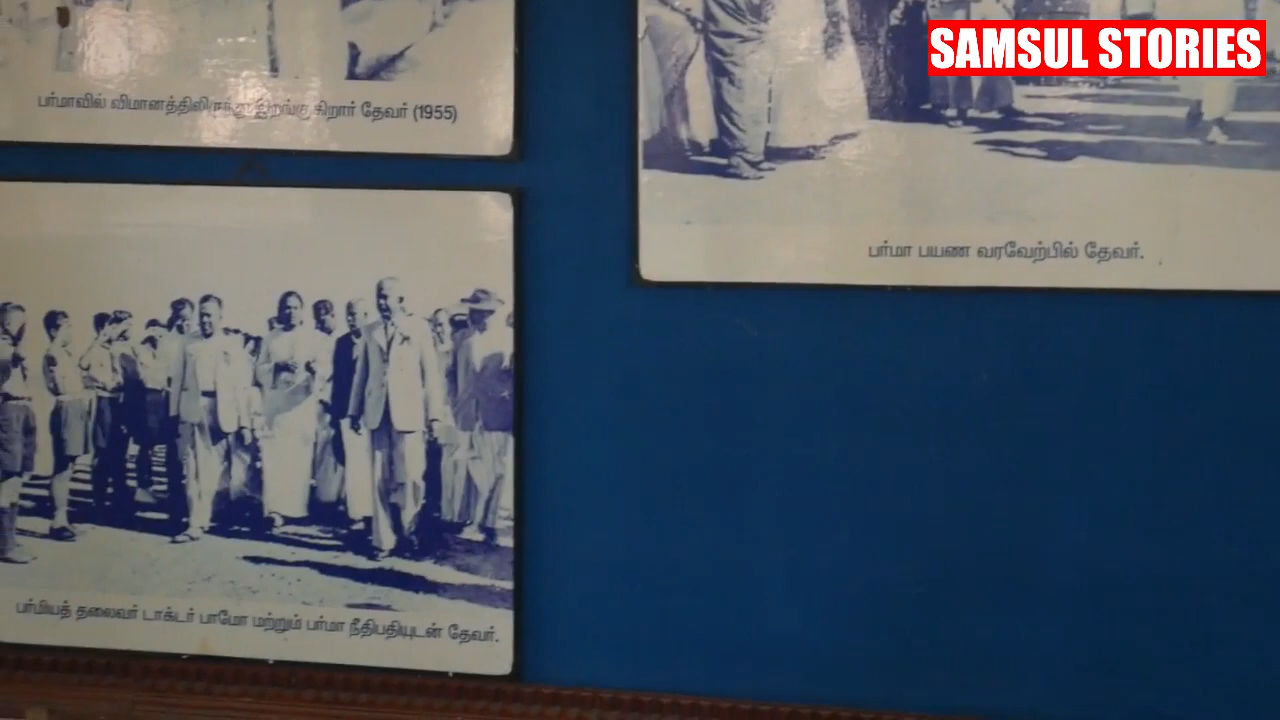 SAMSUL STORIES
பர்மாவில் விமானத்திலிருந்து இறங்குகிறார் தேவர் (1955)
பர்மா பயண வரவேற்பில் தேவர்.
பர்மியத் தலைவர் டாக்டர் பாமோ மற்றும் பர்மா நீதிபதியுடன் தேவர்.